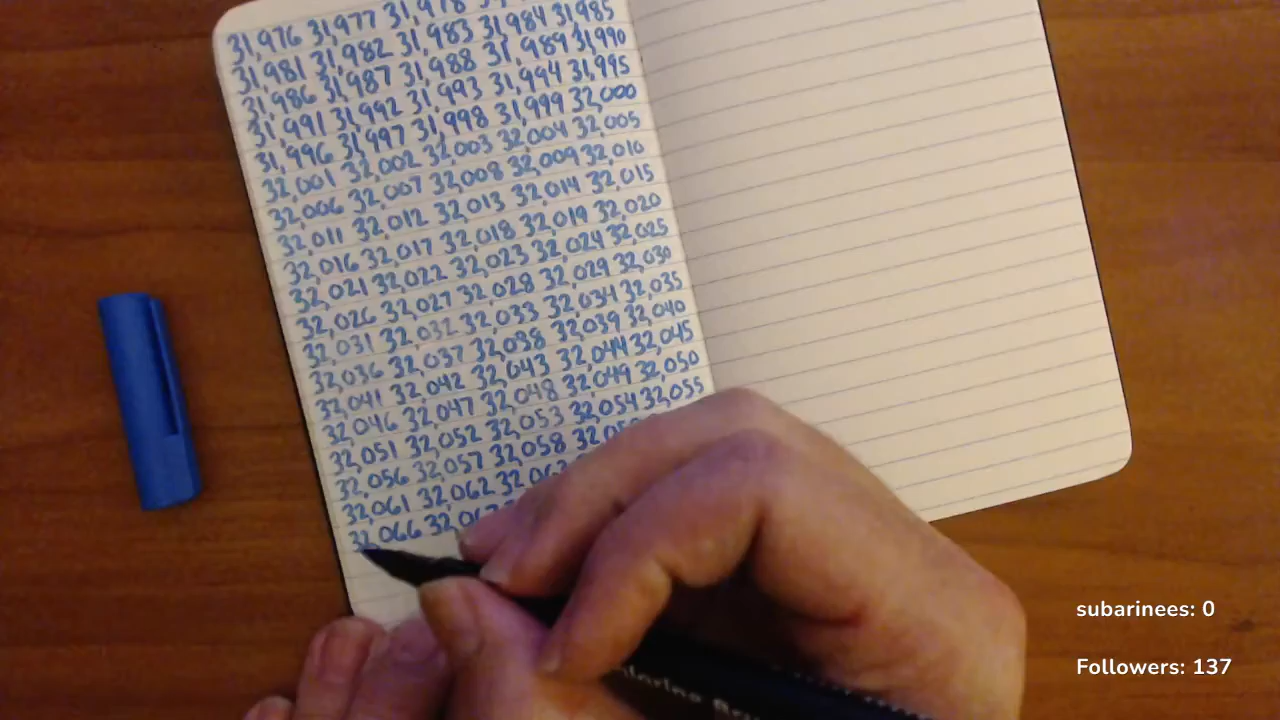 31,976 31,977 31,978
31,981 31,982 31,983 31,984 31,985
31,986 31,987 31,988 31,989 31,990
31,991 31,992 31,993 31,994 31,995
31,996 31,997 31,998 31,999 32,000
32,001 32,002 32,003 32,004 32,005
32,006 32,007 32,008 32,009 32,010
32,011 32,012 32,013 32,014 32,015
32,016 32,017 32,018 32,019 32,020
32,021 32,022 32,023 32,024 32,025
32,026 32,027 32,028 32,029 32,030
32,031 32,032 32,033 32,034 32,035
32,036 32,037 32,038 32,039 32,040
32,041 32,042 32,043 32,044 32,045
32,046 32,047 32,048 32,049 32,050
32,051 32,052 32,053 32,054 32,055
32,056 32,057 32,058
32,061 32,062
32,066
subarinees: 0
Followers: 137